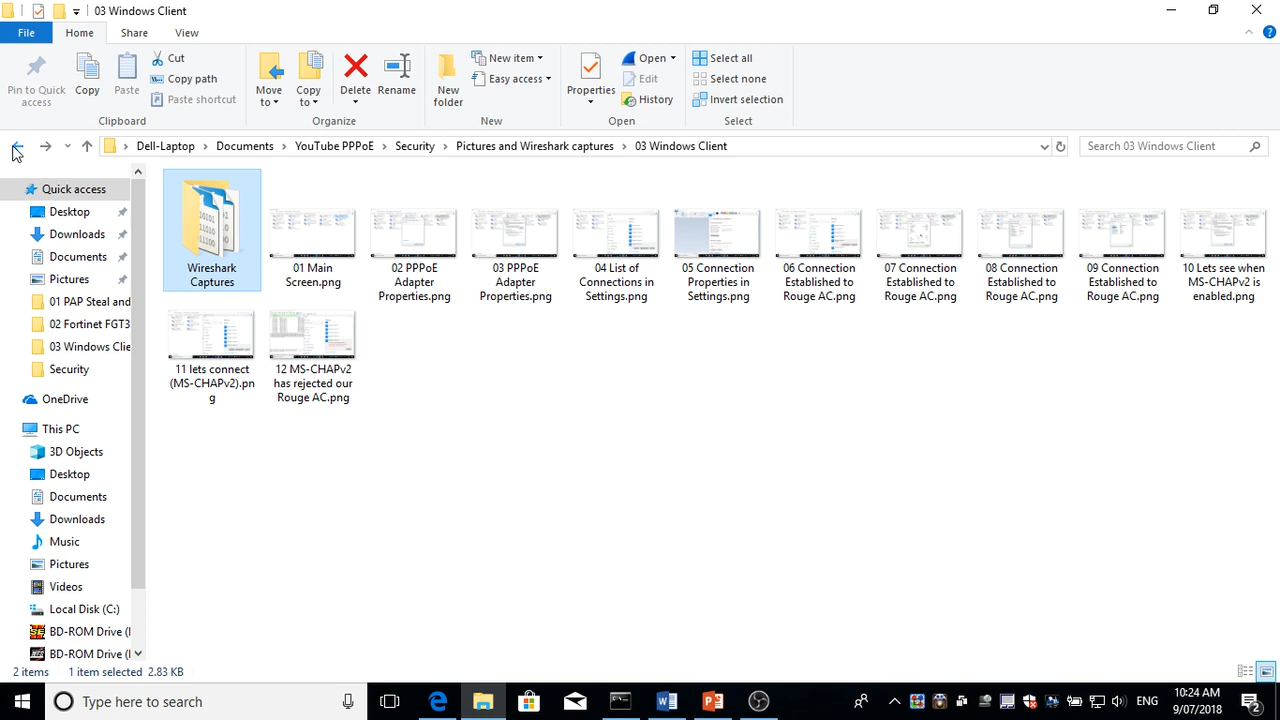 03 Windows Client
File Home Share View
Pin to Quick access
Copy
Paste
Cut
Copy path
Paste shortcut
Move to
Copy to
Delete
Rename
New folder
New item
Easy access
Properties
Open
Edit
History
Select all
Select none
Invert selection
Clipboard Organize New Open Select
Dell-Laptop Documents YouTube PPPoE Security Pictures and Wireshark captures 03 Windows Client
Search 03 Windows Client
Quick access
Desktop
Downloads
Documents
Pictures
01 PAP Steal and
02 Fortinet FGT3
03 Windows Clie
Security
OneDrive
This PC
3D Objects
Desktop
Documents
Downloads
Music
Pictures
Videos
Local Disk (C:)
BD-ROM Drive (
BD-ROM Drive (
Wireshark
Captures
01 Main
Screen.png
02 PPPoE
Adapter
Properties.png
03 PPPoE
Adapter
Properties.png
04 List of
Connections in
Settings.png
05 Connection
Properties in
Settings.png
06 Connection
Established to
Rouge AC.png
07 Connection
Established to
Rouge AC.png
08 Connection
Established to
Rouge AC.png
09 Connection
Established to
Rouge AC.png
10 Lets see when
MS-CHAPv2 is
enabled.png
11 lets connect
(MS-CHAPv2).pn
g
12 MS-CHAPv2
has rejected our
Rouge AC.png
2 items 1 item selected 2.83 KB
Type here to search
ENG
10:24 AM
9/07/2018
2